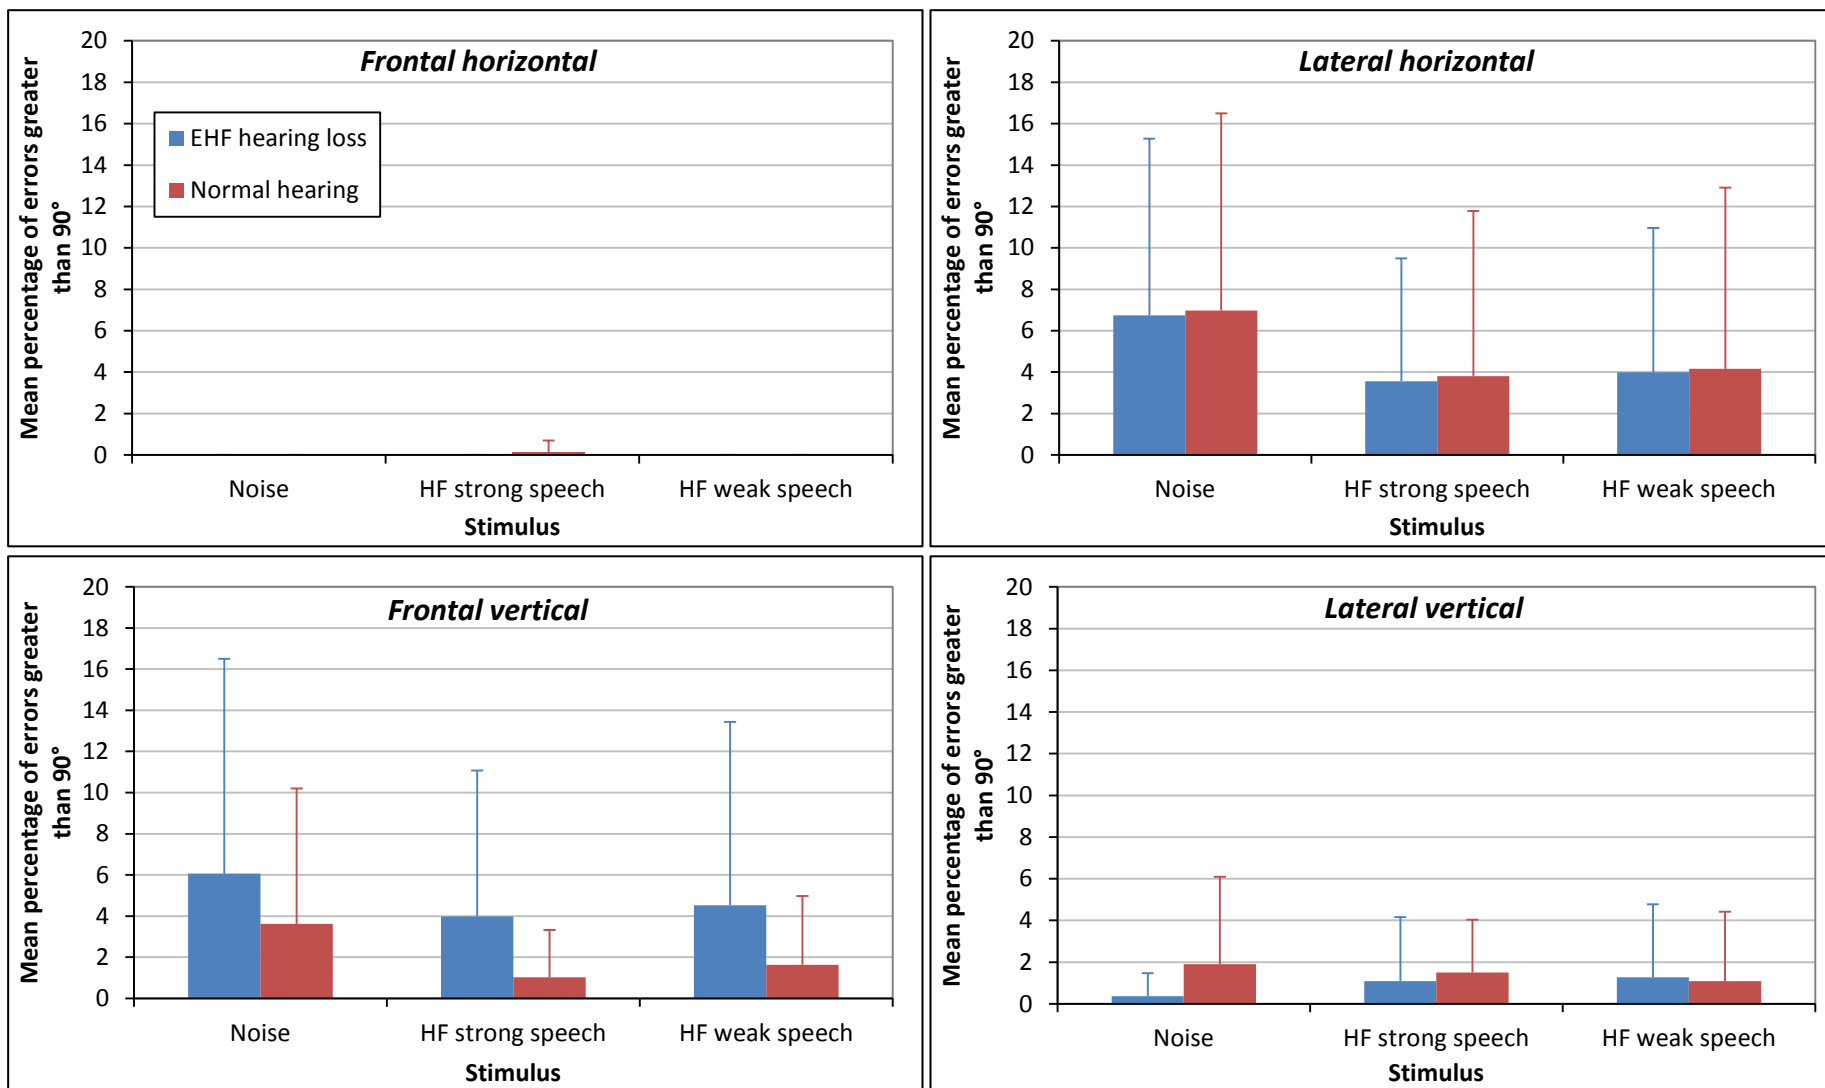 Frontal horizontal
Mean percentage of errors greater
than 90°
20
18
16
14
12
10
8
6
4
2
0
EHF hearing loss
Normal hearing
Noise
HF strong speech
HF weak speech
Stimulus
Lateral horizontal
Mean percentage of errors greater
than 90°
20
18
16
14
12
10
8
6
4
2
0
Noise
HF strong speech
HF weak speech
Stimulus
Frontal vertical
Mean percentage of errors greater
than 90°
20
18
16
14
12
10
8
6
4
2
0
Noise
HF strong speech
HF weak speech
Stimulus
Lateral vertical
Mean percentage of errors greater
than 90°
20
18
16
14
12
10
8
6
4
2
0
Noise
HF strong speech
HF weak speech
Stimulus